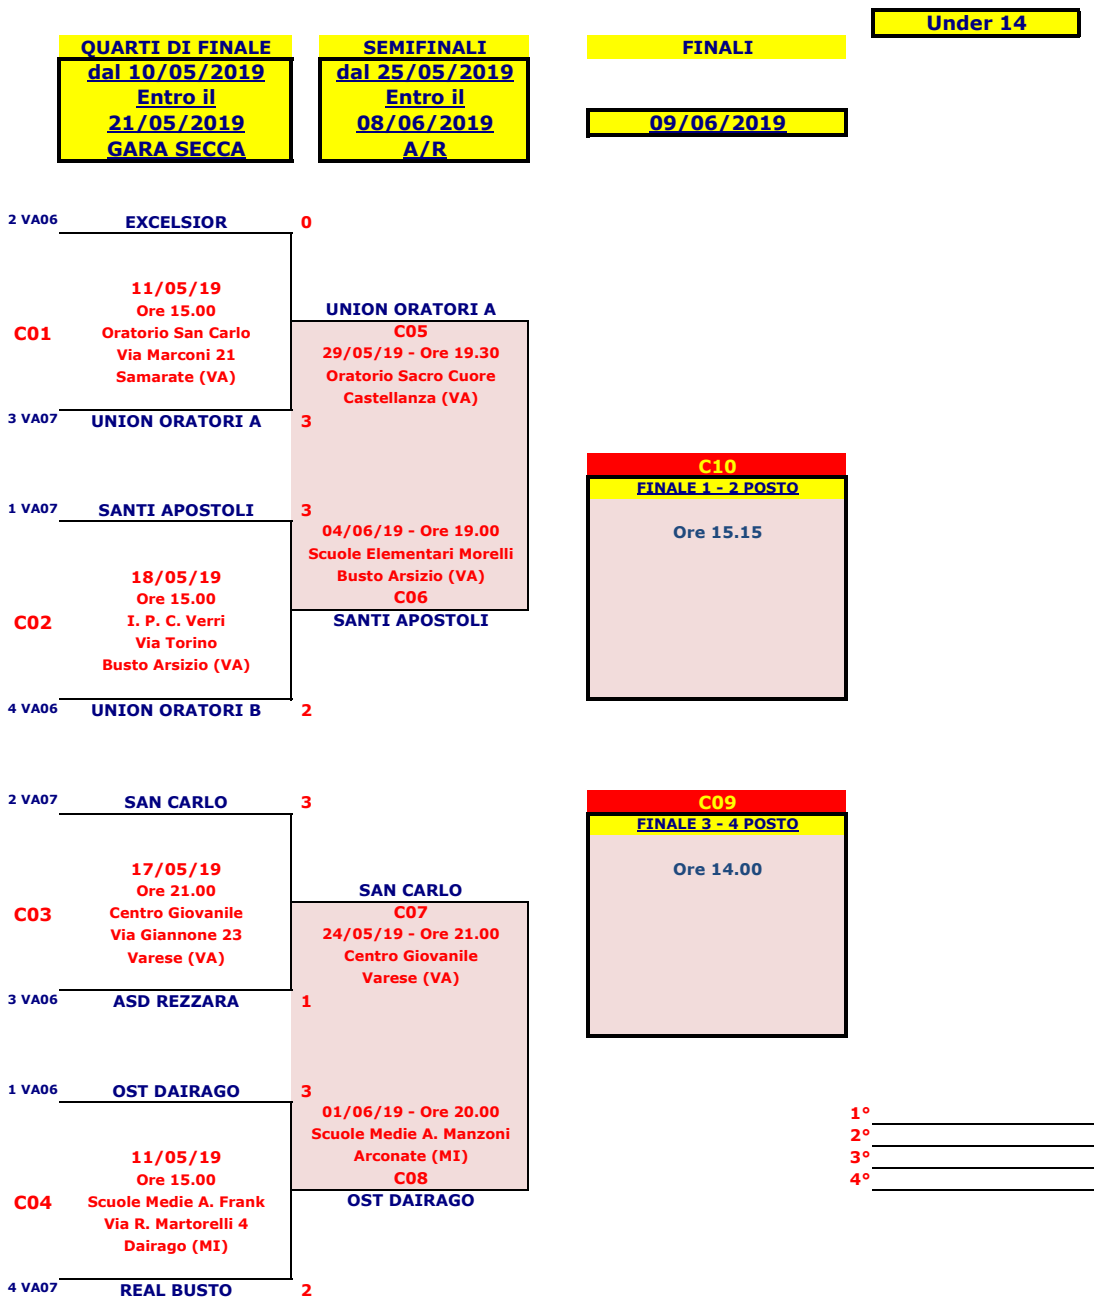 Under 14
QUARTI DI FINALE
SEMIFINALI
FINALI
dal 10/05/2019
Entro il
21/05/2019
GARA SECCA
dal 25/05/2019
Entro il
08/06/2019
A/R
09/06/2019
2 VA06
EXCELSIOR
0
C01
11/05/19
Ore 15.00
Oratorio San Carlo
Via Marconi 21
Samarate (VA)
3 VA07
UNION ORATORI A
3
UNION ORATORI A
C05
29/05/19 - Ore 19.30
Oratorio Sacro Cuore
Castellanza (VA)
1 VA07
SANTI APOSTOLI
3
C02
18/05/19
Ore 15.00
I. P. C. Verri
Via Torino
Busto Arsizio (VA)
4 VA06
UNION ORATORI B
2
04/06/19 - Ore 19.00
Scuole Elementari Morelli
Busto Arsizio (VA)
C06
SANTI APOSTOLI
C10
FINALE 1 - 2 POSTO
Ore 15.15
2 VA07
SAN CARLO
3
C03
17/05/19
Ore 21.00
Centro Giovanile
Via Giannone 23
Varese (VA)
3 VA06
ASD REZZARA
1
SAN CARLO
C07
24/05/19 - Ore 21.00
Centro Giovanile
Varese (VA)
C09
FINALE 3 - 4 POSTO
Ore 14.00
1 VA06
OST DAIRAGO
3
C04
11/05/19
Ore 15.00
Scuole Medie A. Frank
Via R. Martorelli 4
Dairago (MI)
4 VA07
REAL BUSTO
2
01/06/19 - Ore 20.00
Scuole Medie A. Manzoni
Arconate (MI)
C08
OST DAIRAGO
1°
2°
3°
4°